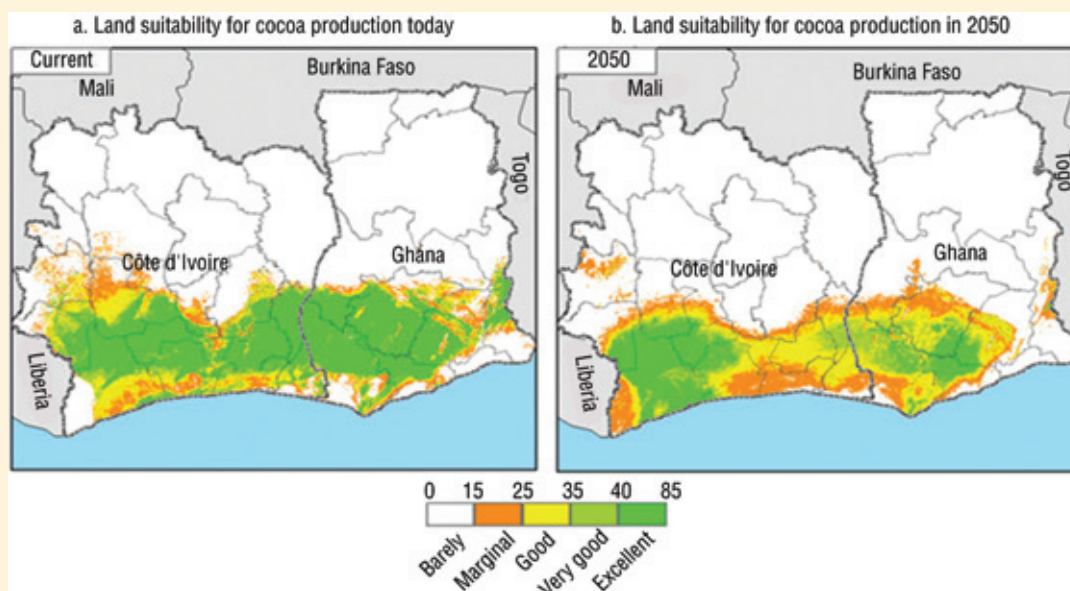 a. Land suitability for cocoa production today
Current
Mali
Burkina Faso
Togo
Côte d'Ivoire
Ghana
Liberia
b. Land suitability for cocoa production in 2050
2050
Mali
Burkina Faso
Togo
Côte d'Ivoire
Ghana
Liberia
0 15 25 35 40 85
Barely
Marginal
Good
Very good
Excellent